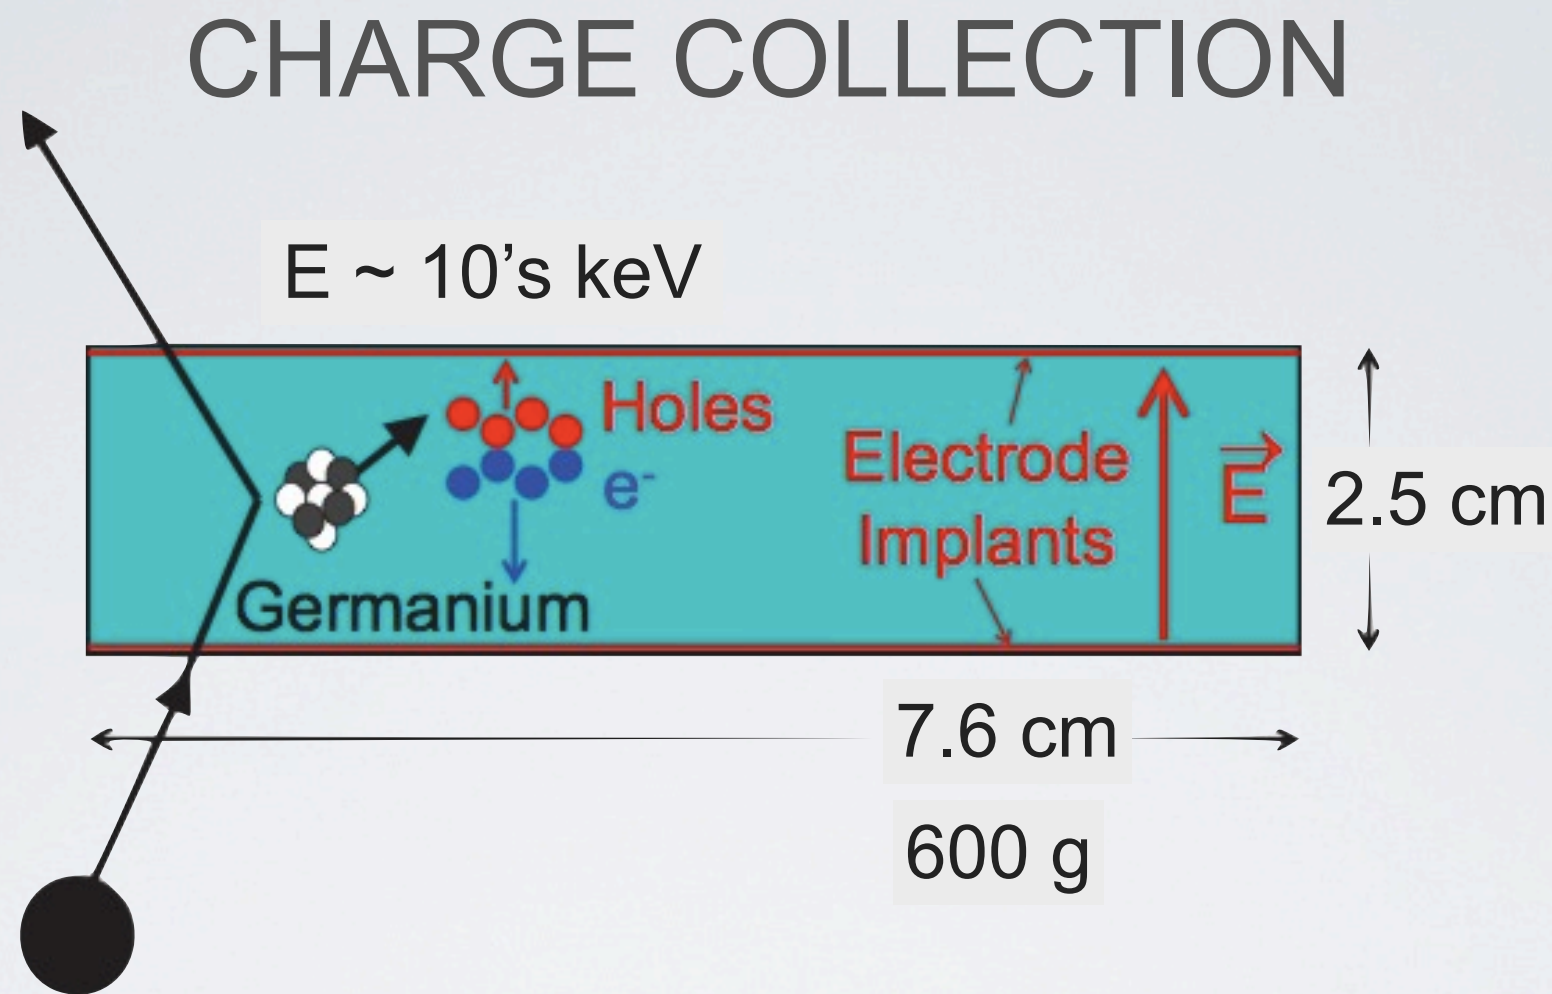 CHARGE COLLECTION
E ~ 10’s keV
Holes
e-
Germanium
Electrode
Implants
E
2.5 cm
7.6 cm
600 g